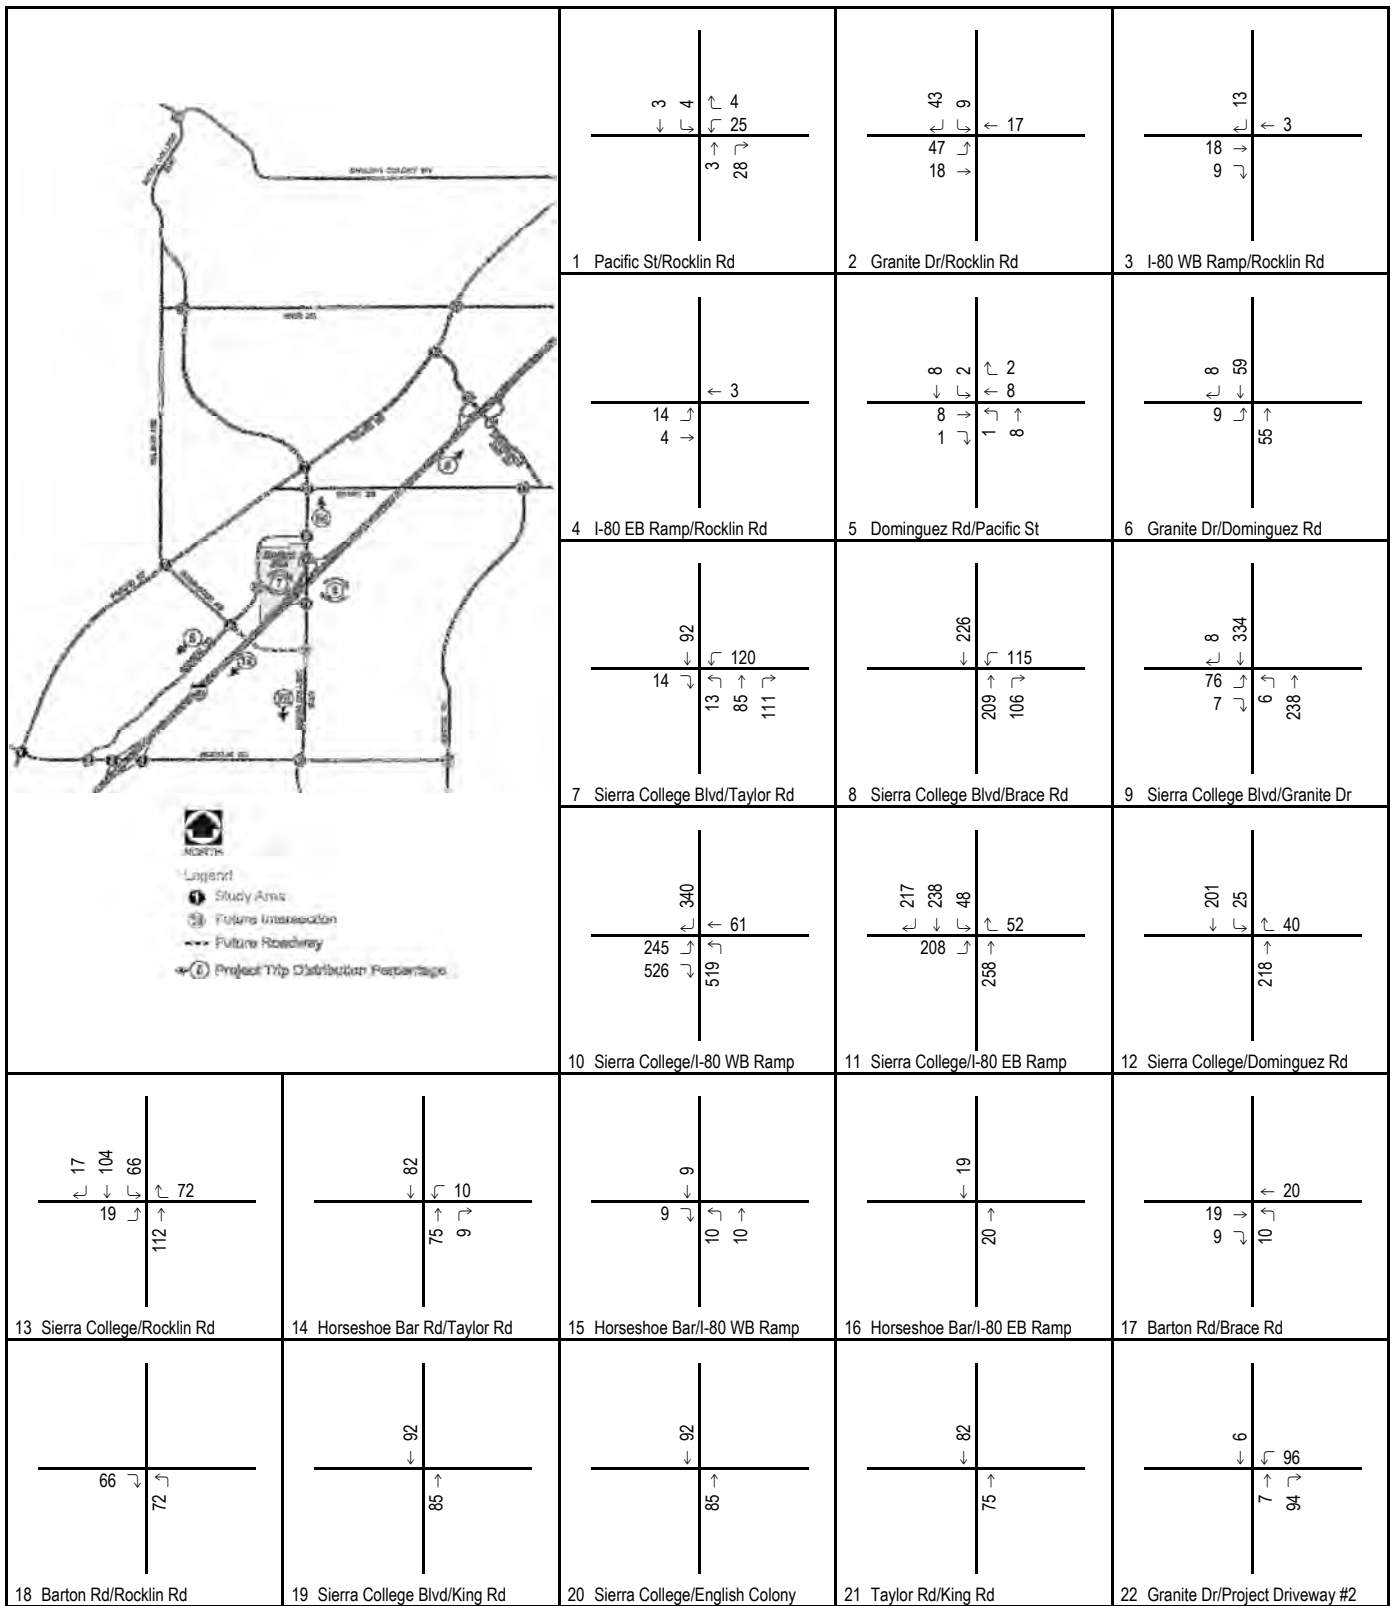 3 4 4
25
3 28
1 Pacific St/Rocklin Rd
43 9
17
47
18
2 Granite Dr/Rocklin Rd
13
3
18
9
3 I-80 WB Ramp/Rocklin Rd
3
14
4
4 I-80 EB Ramp/Rocklin Rd
8 2 2
8
8
1 1 8
5 Dominguez Rd/Pacific St
8 59
9
55
6 Granite Dr/Dominguez Rd
92
120
14
13 85 111
7 Sierra College Blvd/Taylor Rd
226
115
209 106
8 Sierra College Blvd/Brace Rd
8 334
76
7 6 238
9 Sierra College Blvd/Granite Dr
NORTH
Legend
1 Study Area
Future Intersection
Future Roadway
Project Trip Distribution Percentage
340
61
245
526 519
10 Sierra College/I-80 WB Ramp
217 238 48
52
208
258
11 Sierra College/I-80 EB Ramp
201 25
40
218
12 Sierra College/Dominguez Rd
17 104 66
72
19
112
13 Sierra College/Rocklin Rd
82
10
75 9
14 Horseshoe Bar Rd/Taylor Rd
9
9
10 10
15 Horseshoe Bar/I-80 WB Ramp
19
20
16 Horseshoe Bar/I-80 EB Ramp
20
19
9 10
17 Barton Rd/Brace Rd
66
72
18 Barton Rd/Rocklin Rd
92
85
19 Sierra College Blvd/King Rd
92
85
20 Sierra College/English Colony
82
75
21 Taylor Rd/King Rd
6
96
7 94
22 Granite Dr/Project Driveway #2